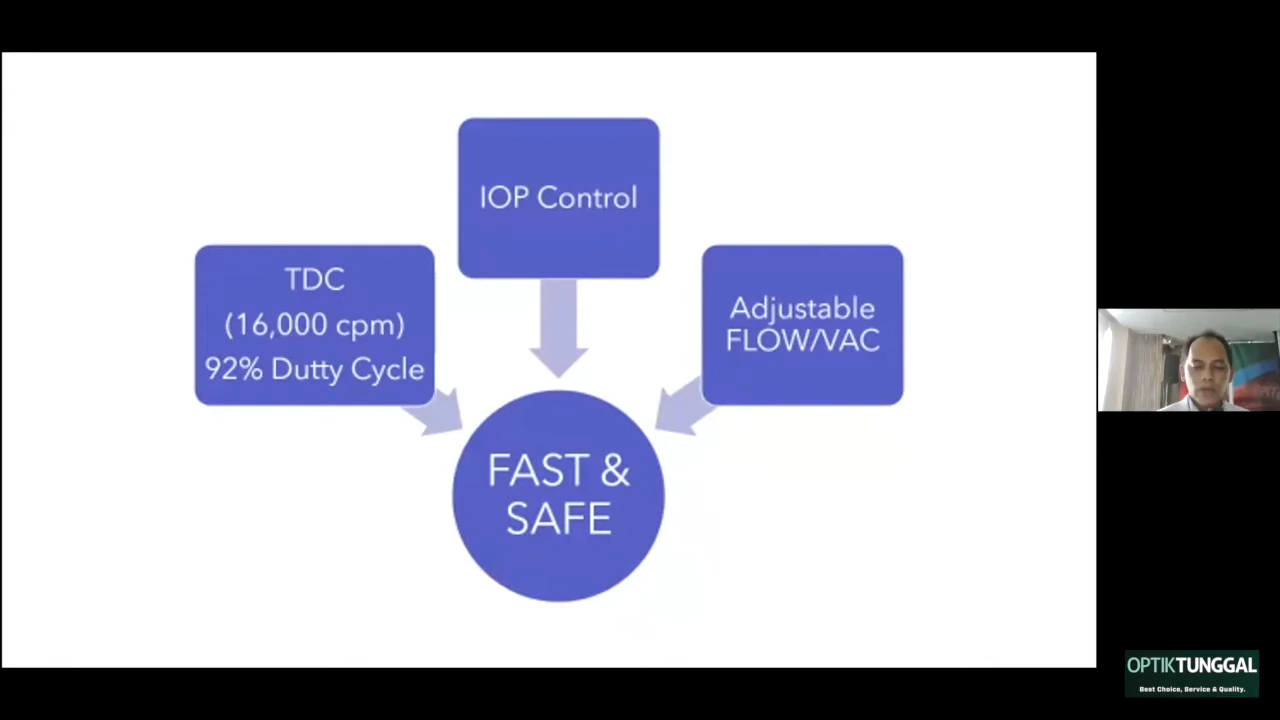 IOP Control
TDC
(16,000 cpm)
92% Dutty Cycle
Adjustable
FLOW/VAC
FAST &
SAFE
OPTIKTUNGGAL
Best Choice, Service & Quality.